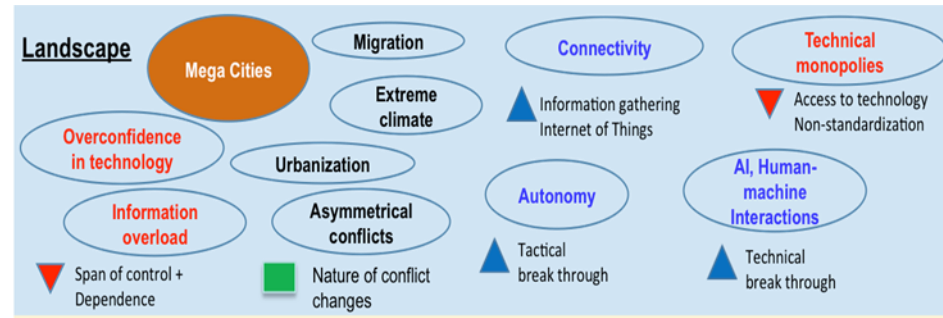 Landscape
Mega Cities
Migration
Extreme
climate
Overconfidence
in technology
Urbanization
Information
overload
Asymmetrical
conflicts
Span of control +
Dependence
Nature of conflict
changes
Connectivity
Information gathering
Internet of Things
Technical
monopolies
Access to technology
Non-standardization
Autonomy
Tactical
break through
AI, Human-
machine
Interactions
Technical
break through